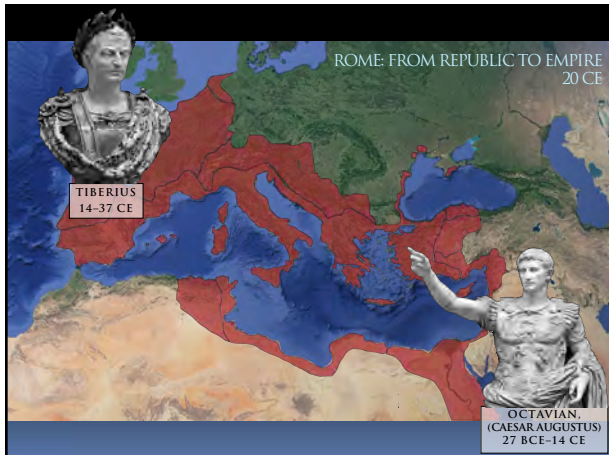 ROME: FROM REPUBLIC TO EMPIRE
20 CE
TIBERIUS
14–37 CE
OCTAVIAN,
(CAESAR AUGUSTUS)
27 BCE–14 CE